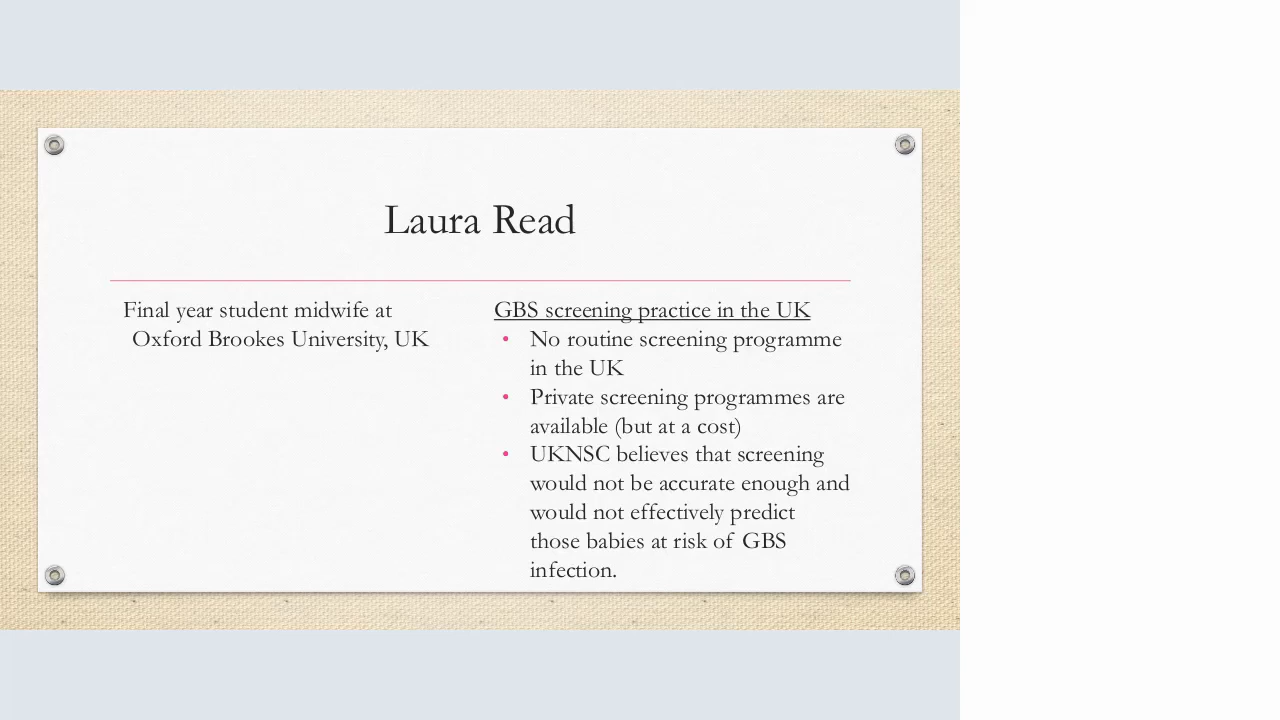 Laura Read
Final year student midwife at
Oxford Brookes University, UK
GBS screening practice in the UK
• No routine screening programme
in the UK
• Private screening programmes are
available (but at a cost)
• UKNSC believes that screening
would not be accurate enough and
would not effectively predict
those babies at risk of GBS
infection.